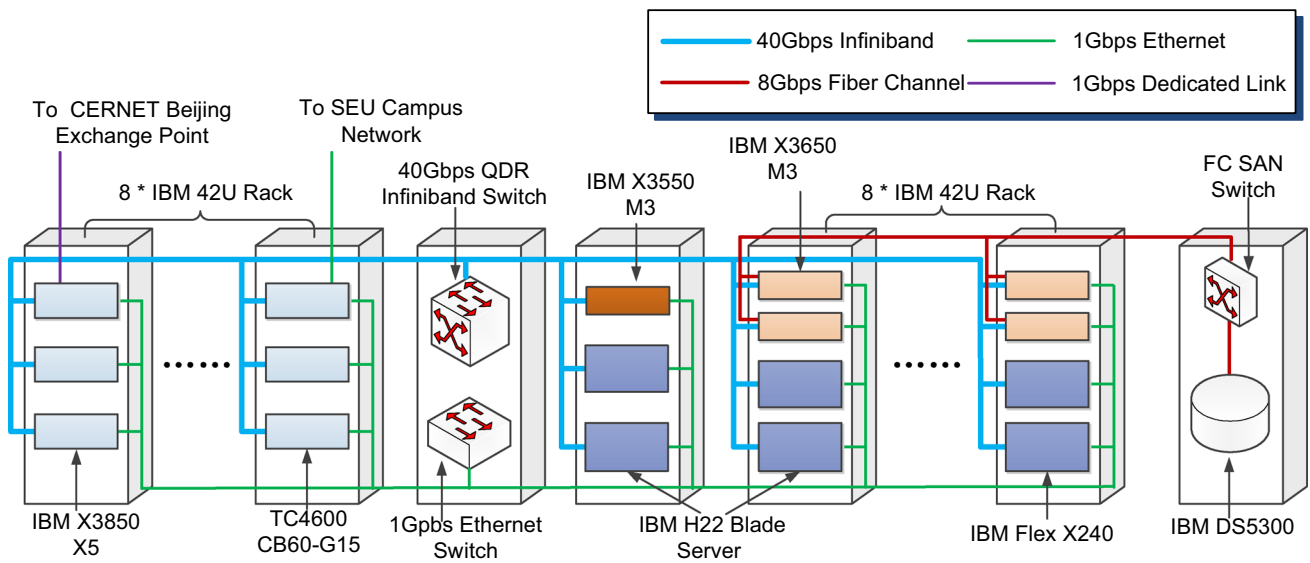 40Gbps Infiniband
1Gbps Ethernet
8Gbps Fiber Channel
1Gbps Dedicated Link
To CERNET Beijing
Exchange Point
To SEU Campus
Network
8 * IBM 42U Rack
40Gbps QDR
Infiniband Switch
IBM X3550
M3
IBM X3650
M3
8 * IBM 42U Rack
FC SAN
Switch
IBM X3850
X5
TC4600
CB60-G15
1Gpbs Ethernet
Switch
IBM H22 Blade
Server
IBM Flex X240
IBM DS5300